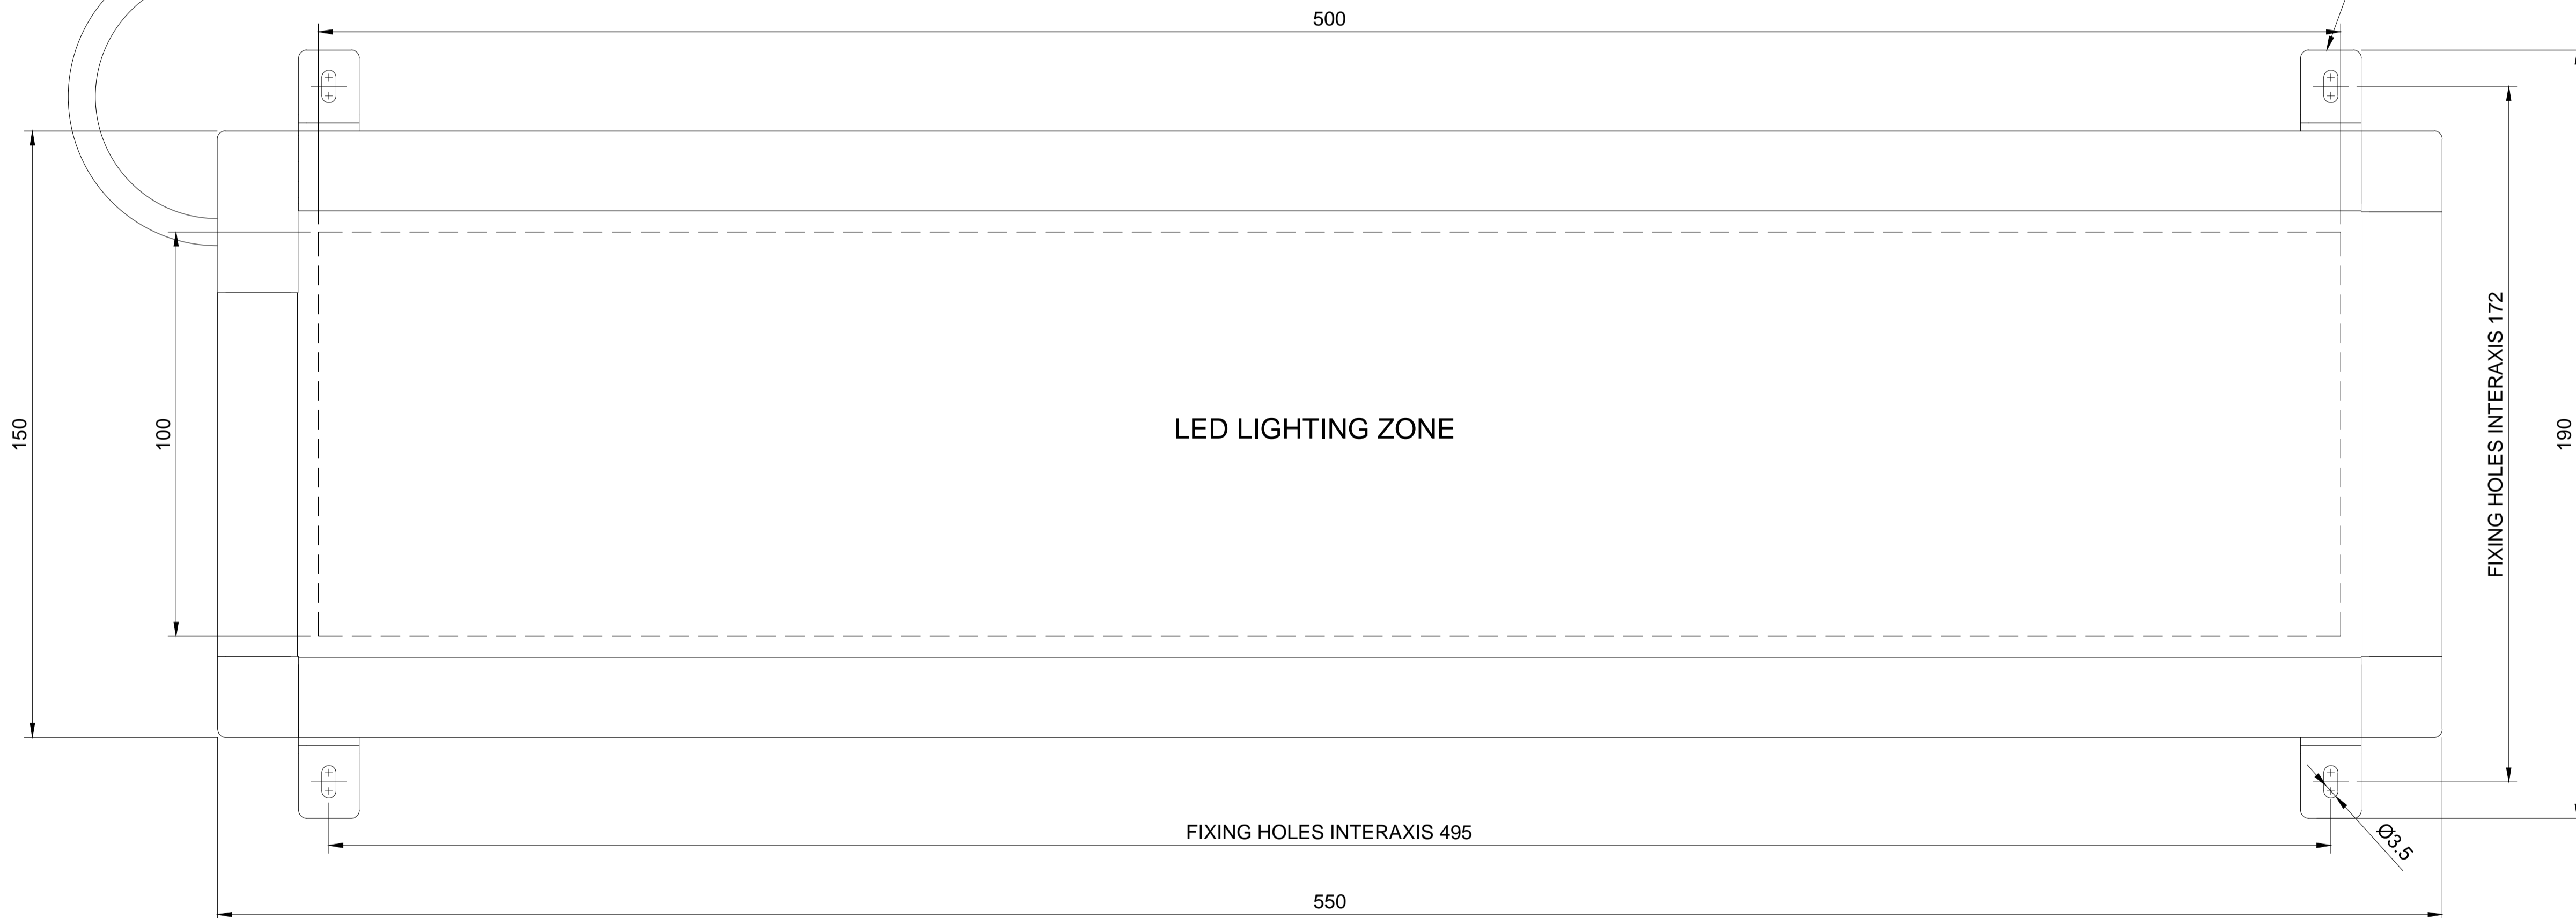 500
150
100
LED LIGHTING ZONE
FIXING HOLES INTERAXIS 172
190
FIXING HOLES INTERAXIS 495
Ø3.5
550